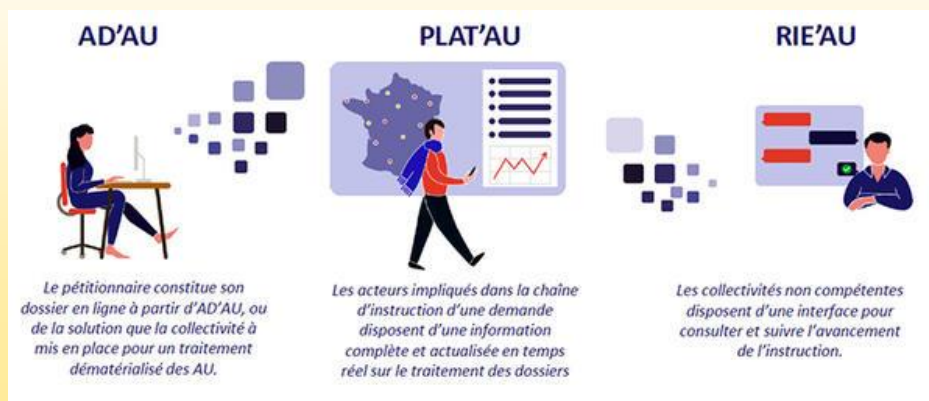 AD'AU
Le pétitionnaire constitue son
dossier en ligne à partir d'AD'AU, ou
de la solution que la collectivité à
mis en place pour un traitement
dématérialisé des AU.
PLAT'AU
Les acteurs impliqués dans la chaîne
d'instruction d'une demande
disposent d'une information
complète et actualisée en temps
réel sur le traitement des dossiers
RIE'AU
Les collectivités non compétentes
disposent d'une interface pour
consulter et suivre l'avancement
de l'instruction.